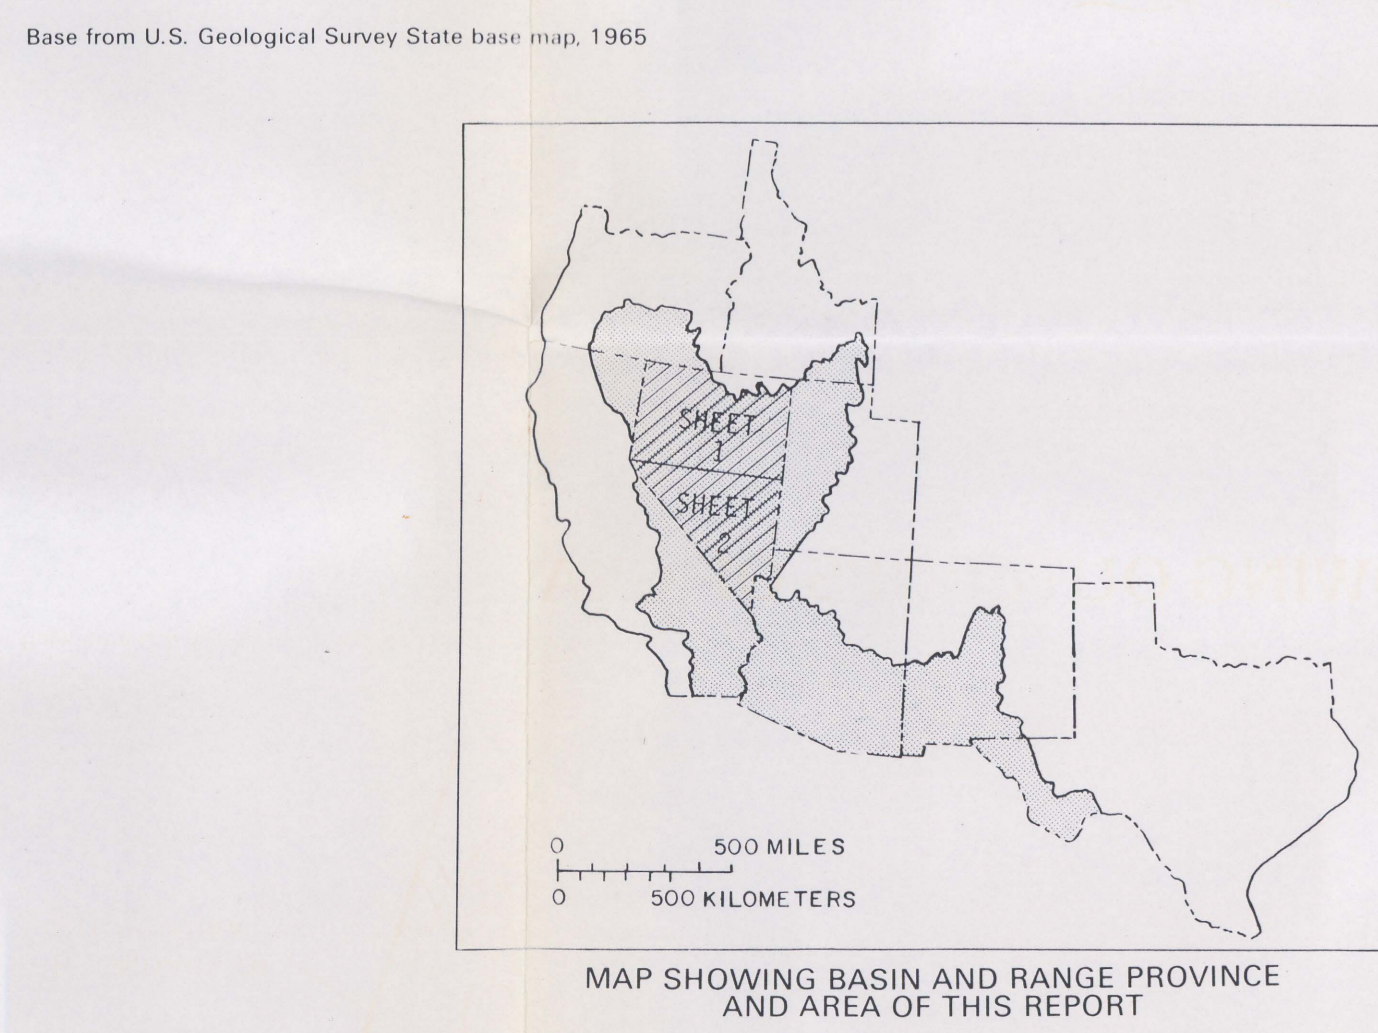 Base from U.S. Geological Survey State base map, 1965
SHEET
1
SHEET
2
0 500 MILES
0 500 KILOMETERS
MAP SHOWING BASIN AND RANGE PROVINCE
AND AREA OF THIS REPORT